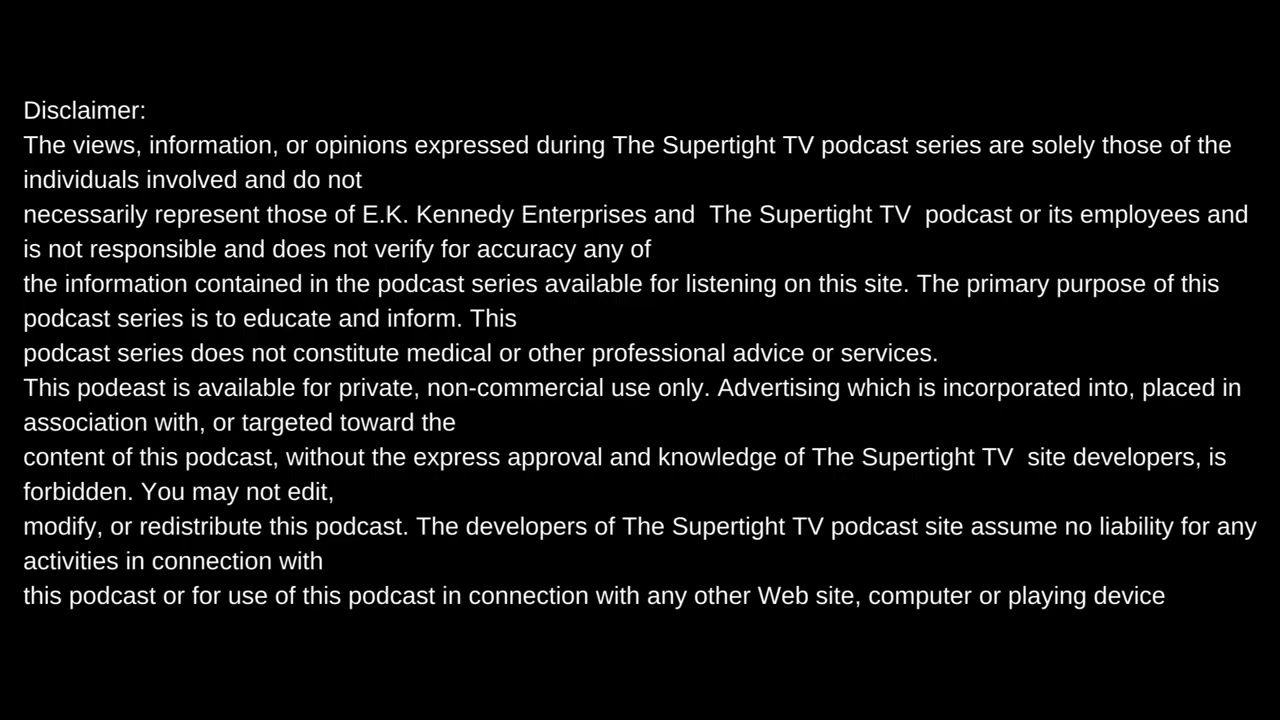 Disclaimer:
The views, information, or opinions expressed during The Supertight TV podcast series are solely those of the
individuals involved and do not
necessarily represent those of E.K. Kennedy Enterprises and  The Supertight TV  podcast or its employees and
is not responsible and does not verify for accuracy any of
the information contained in the podcast series available for listening on this site. The primary purpose of this
podcast series is to educate and inform. This
podcast series does not constitute medical or other professional advice or services.
This podeast is available for private, non-commercial use only. Advertising which is incorporated into, placed in
association with, or targeted toward the
content of this podcast, without the express approval and knowledge of The Supertight TV  site developers, is
forbidden. You may not edit,
modify, or redistribute this podcast. The developers of The Supertight TV podcast site assume no liability for any
activities in connection with
this podcast or for use of this podcast in connection with any other Web site, computer or playing device